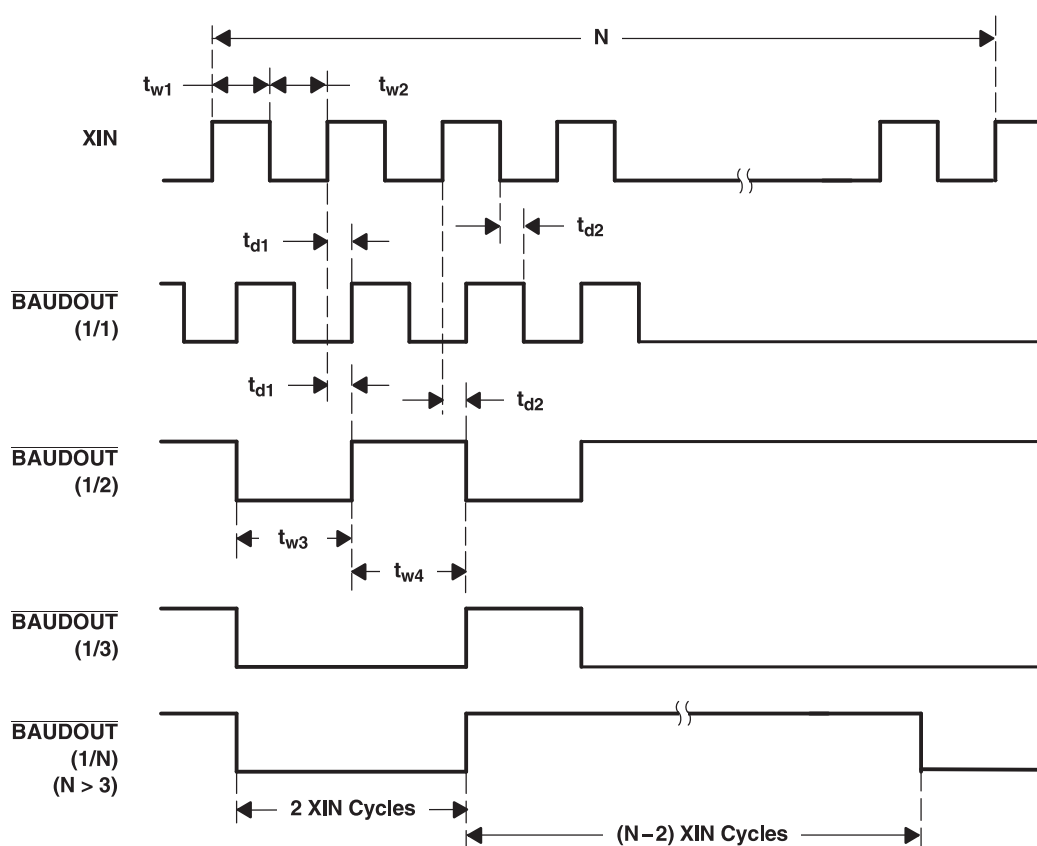 N
tw1
tw2
XIN
td1
td2
BAUDOUT
(1/1)
td1
td2
BAUDOUT
(1/2)
tw3
tw4
BAUDOUT
(1/3)
BAUDOUT
(1/N)
(N > 3)
2 XIN Cycles
(N−2) XIN Cycles